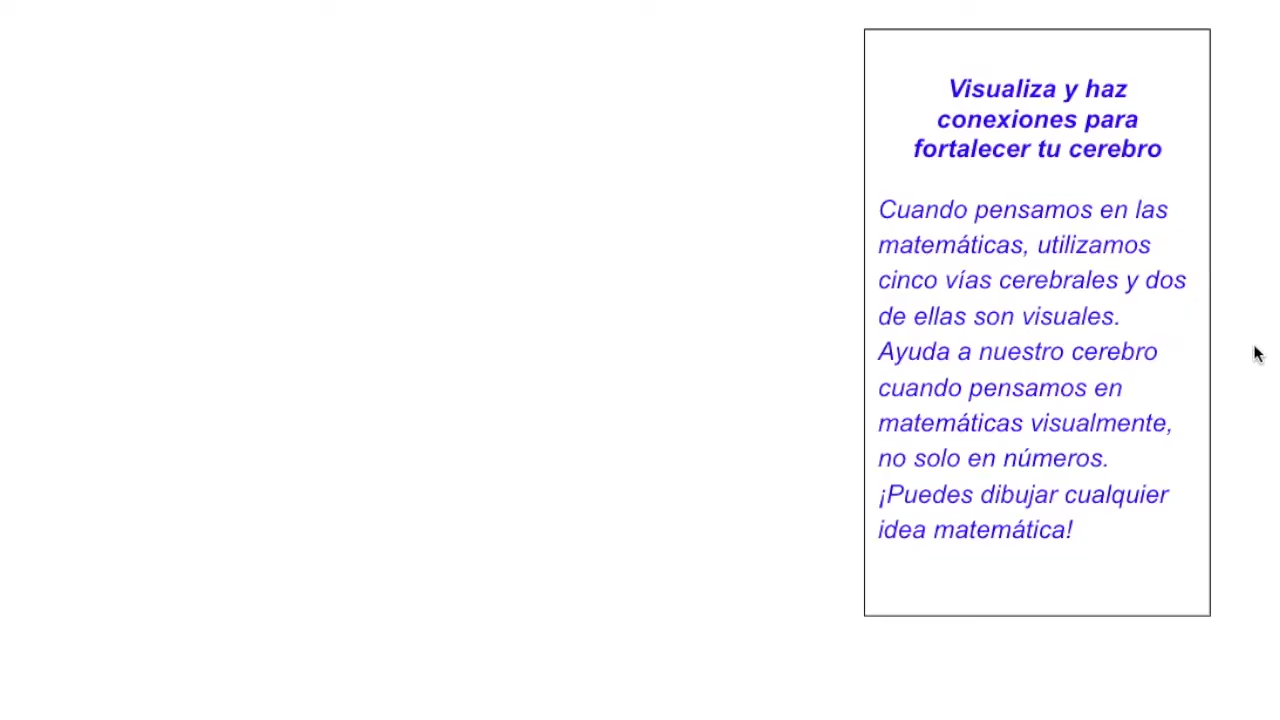 Visualiza y haz
conexiones para
fortalecer tu cerebro
Cuando pensamos en las
matemáticas, utilizamos
cinco vías cerebrales y dos
de ellas son visuales.
Ayuda a nuestro cerebro
cuando pensamos en
matemáticas visualmente,
no solo en números.
¡Puedes dibujar cualquier
idea matemática!